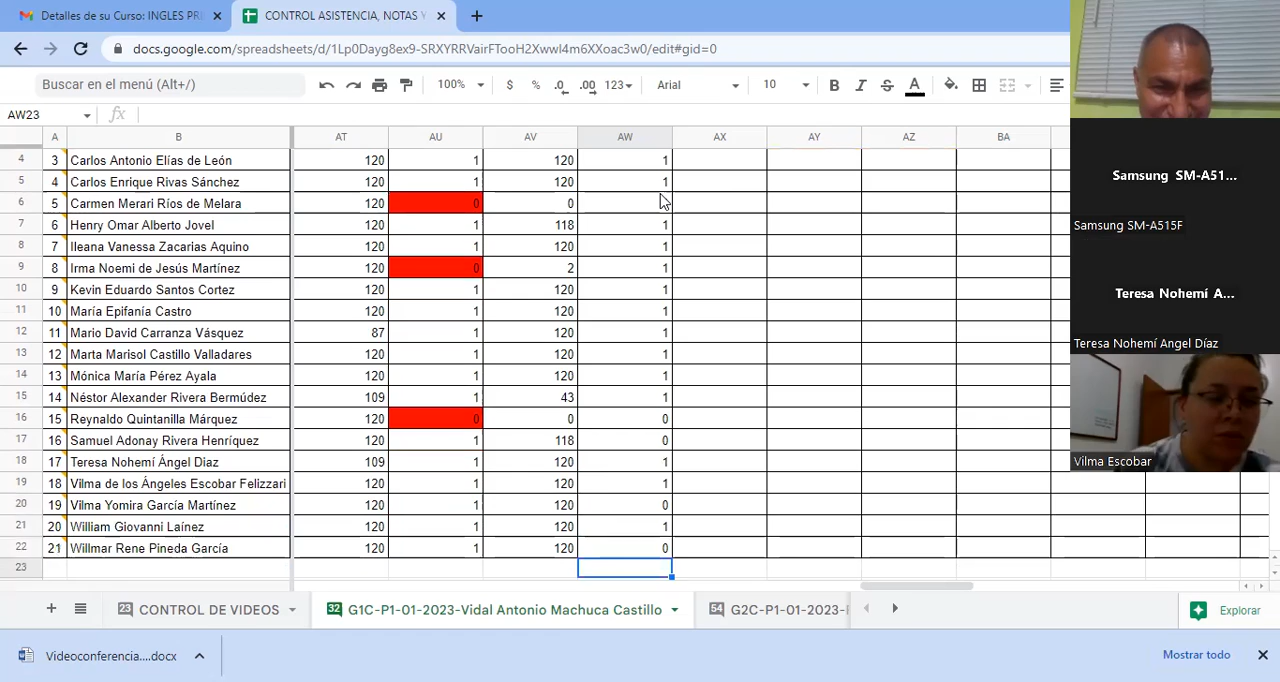 Detalles de su Curso: INGLES PRI
CONTROL ASISTENCIA, NOTAS Y
docs.google.com/spreadsheets/d/1Lp0Dayg8ex9-SRXYRRVairFTooH2Xwwl4m6XXoac3w0/edit#gid=0
Buscar en el menú (Alt+/)
100%
% .0 .00 123
Arial
10
B I S A
AW23
fx
A B AT AU AV AW AX AY AZ BA
4 3 Carlos Antonio Elías de León 20 1 120 1
5 4 Carlos Enrique Rivas Sánchez 20 1 120 1
6 5 Carmen Merari Ríos de Melara 120 0 0 1
7 6 Henry Omar Alberto Jovel 20 1 118 1
8 7 Ileana Vanessa Zacarias Aquino 20 1 120 1
9 8 Irma Noemi de Jesús Martínez 20 0 2 1
10 9 Kevin Eduardo Santos Cortez 20 1 120 1
11 10 María Epifanía Castro 20 1 120 1
12 11 Mario David Carranza Vásquez 87 1 120 1
13 12 Marta Marisol Castillo Valladares 120 1 120 1
14 13 Mónica María Pérez Ayala 120 1 120 1
15 14 Néstor Alexander Rivera Bermúdez 109 1 43 1
16 15 Reynaldo Quintanilla Márquez 120 0 0 0
17 16 Samuel Adonay Rivera Henríquez 120 1 118 0
18 17 Teresa Nohemí Ángel Diaz 1 120 1
19 18 Vilma de los Ángeles Escobar Felizzari 1 120 1
20 19 Vilma Yomira García Martínez 120 1 120 0
21 20 William Giovanni Laínez 120 1 120 1
22 21 Willmar Rene Pineda García 120 1 120 0
23
23 CONTROL DE VIDEOS
32 G1C-P1-01-2023-Vidal Antonio Machuca Castillo
54 G2C-P1-01-2023-
Explorar
Videoconferencia....docx
Mostrar todo
Samsung SM-A51...
Samsung SM-A515F
Teresa Nohemí A...
Teresa Nohemí Angel Díaz
Vilma Escobar